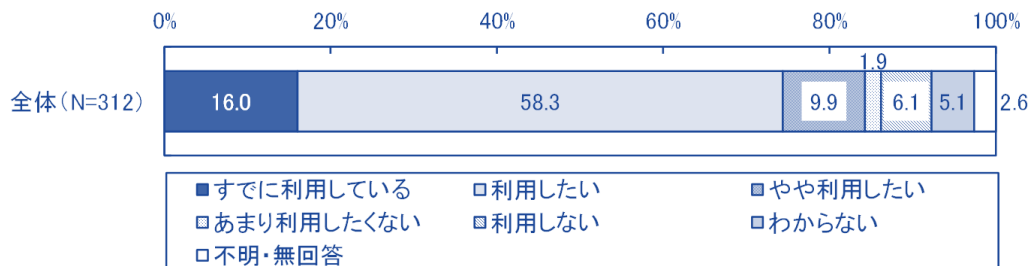 0% 20% 40% 60% 80% 100%
1.9
全体(N=312) 16.0 58.3 9.9 6.1 5.1 2.6
すでに利用している 利用したい やや利用したい
あまり利用したくない 利用しない わからない
不明・無回答